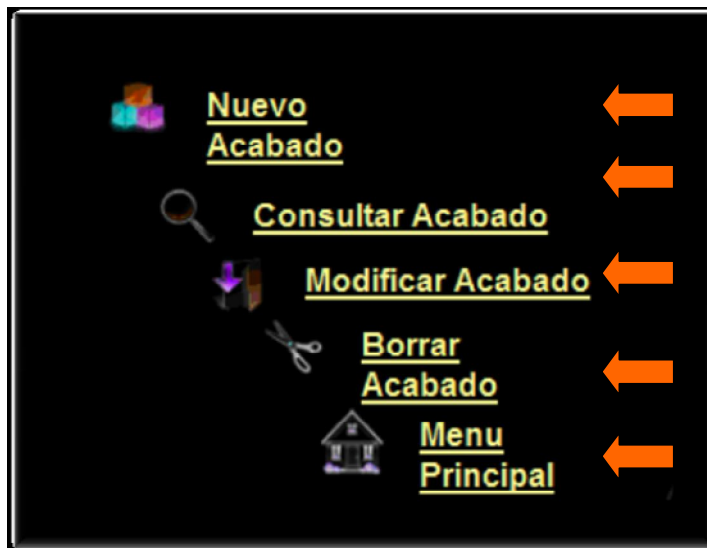 Nuevo
Acabado
Consultar Acabado
Modificar Acabado
Borrar
Acabado
Menu
Principal